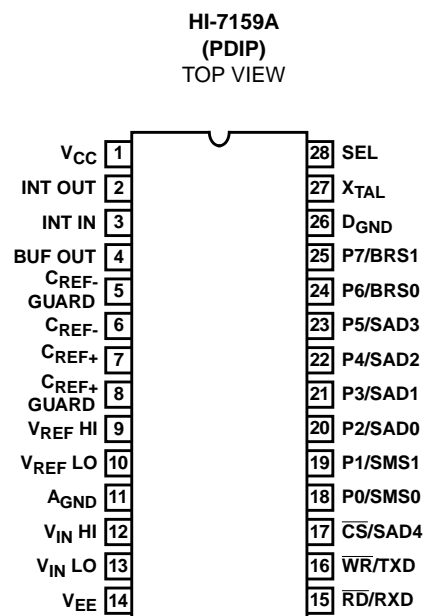 HI-7159A
(PDIP)
TOP VIEW
VCC 1 28 SEL
INT OUT 2 27 XTAL
INT IN 3 26 DGND
BUF OUT 4 25 P7/BRS1
CREF- GUARD 5 24 P6/BRS0
CREF- 6 23 P5/SAD3
CREF+ 7 22 P4/SAD2
CREF+ GUARD 8 21 P3/SAD1
VREF HI 9 20 P2/SAD0
VREF LO 10 19 P1/SMS1
AGND 11 18 P0/SMS0
VIN HI 12 17 C̅S̅/SAD4
VIN LO 13 16 W̅R̅/TXD
VEE 14 15 R̅D̅/RXD